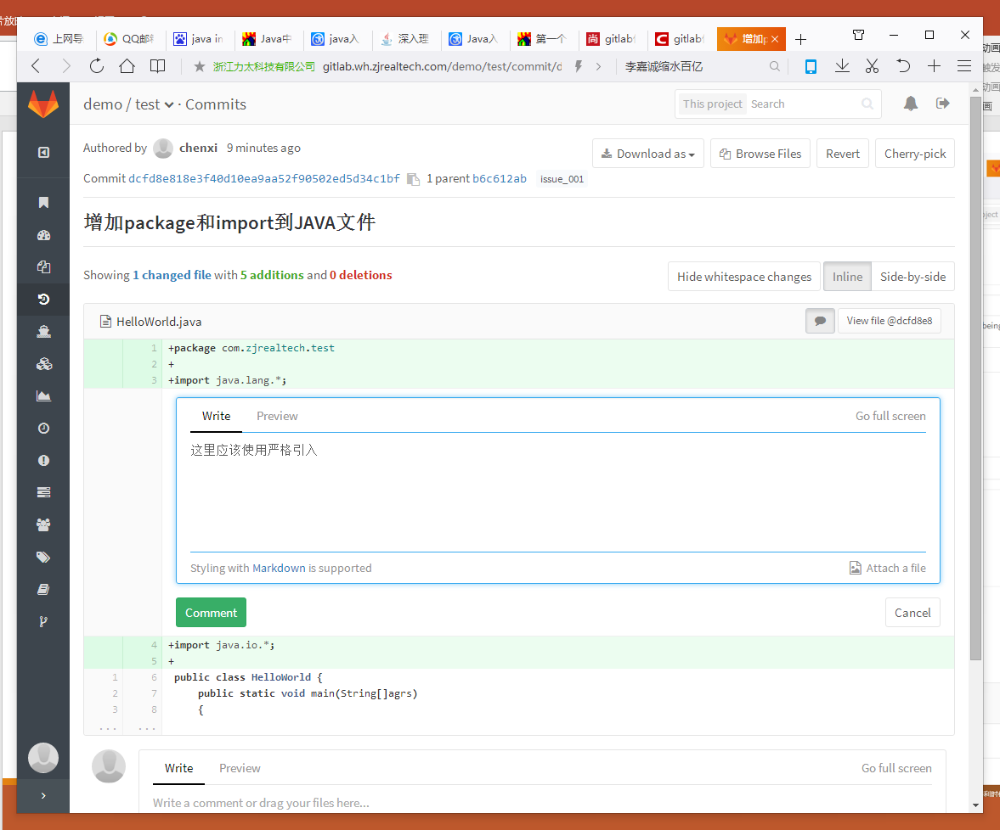 上网导
QQ邮箱
java in
Java中
java入
深入理
Java入
第一个
gitlab
gitlab
增加p
浙江力太科技有限公司 gitlab.wh.zjrealtech.com/demo/test/commit/d
李嘉诚缩水百亿
demo / test · Commits
This project Search
Authored by chenxi 9 minutes ago
Download as
Browse Files
Revert
Cherry-pick
Commit dcfd8e818e3f40d10ea9aa52f90502ed5d34c1bf 1 parent b6c612ab issue_001
增加package和import到JAVA文件
Showing 1 changed file with 5 additions and 0 deletions
Hide whitespace changes
Inline
Side-by-side
HelloWorld.java
View file @dcfd8e8
1 +package com.zjrealtech.test
2 +
3 +import java.lang.*;
Write
Preview
Go full screen
这里应该使用严格引入
Styling with Markdown is supported
Attach a file
Comment
Cancel
4 +import java.io.*;
5 +
1 6 public class HelloWorld {
2 7 public static void main(String[]agrs)
3 8 {
... ...
Write
Preview
Go full screen
Write a comment or drag your files here...